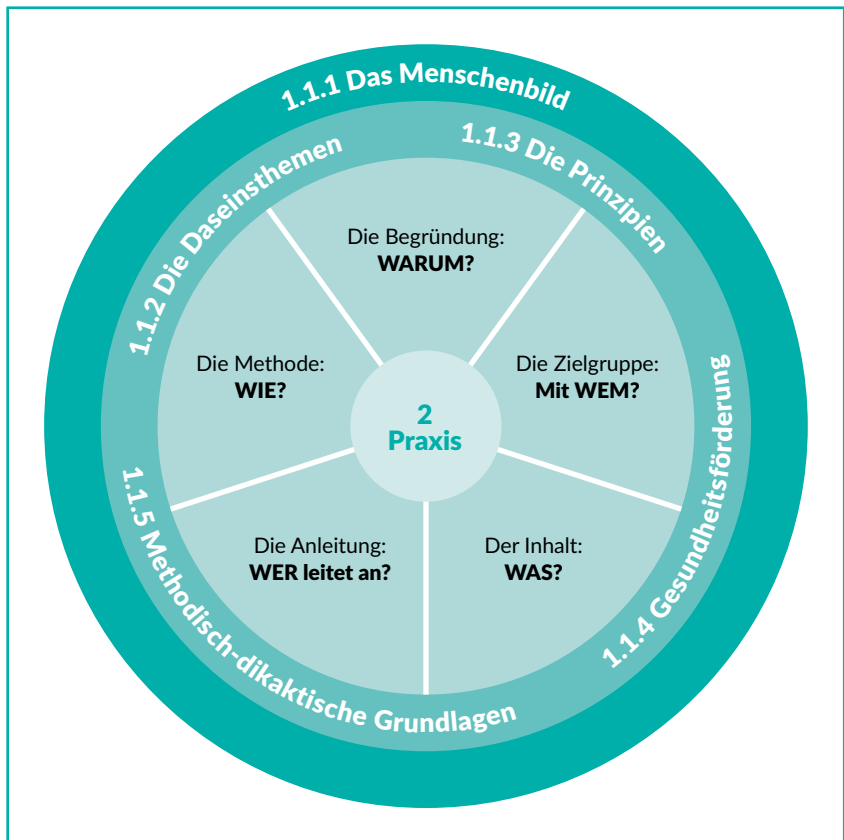 1.1.1 Das Menschenbild
1.1.2 Die Daseinsthemen
1.1.3 Die Prinzipien
1.1.4 Gesundheitsförderung
1.1.5 Methodisch-dikaktische Grundlagen
Die Begründung:
WARUM?
Die Methode:
WIE?
Die Zielgruppe:
Mit WEM?
2
Praxis
Die Anleitung:
WER leitet an?
Der Inhalt:
WAS?